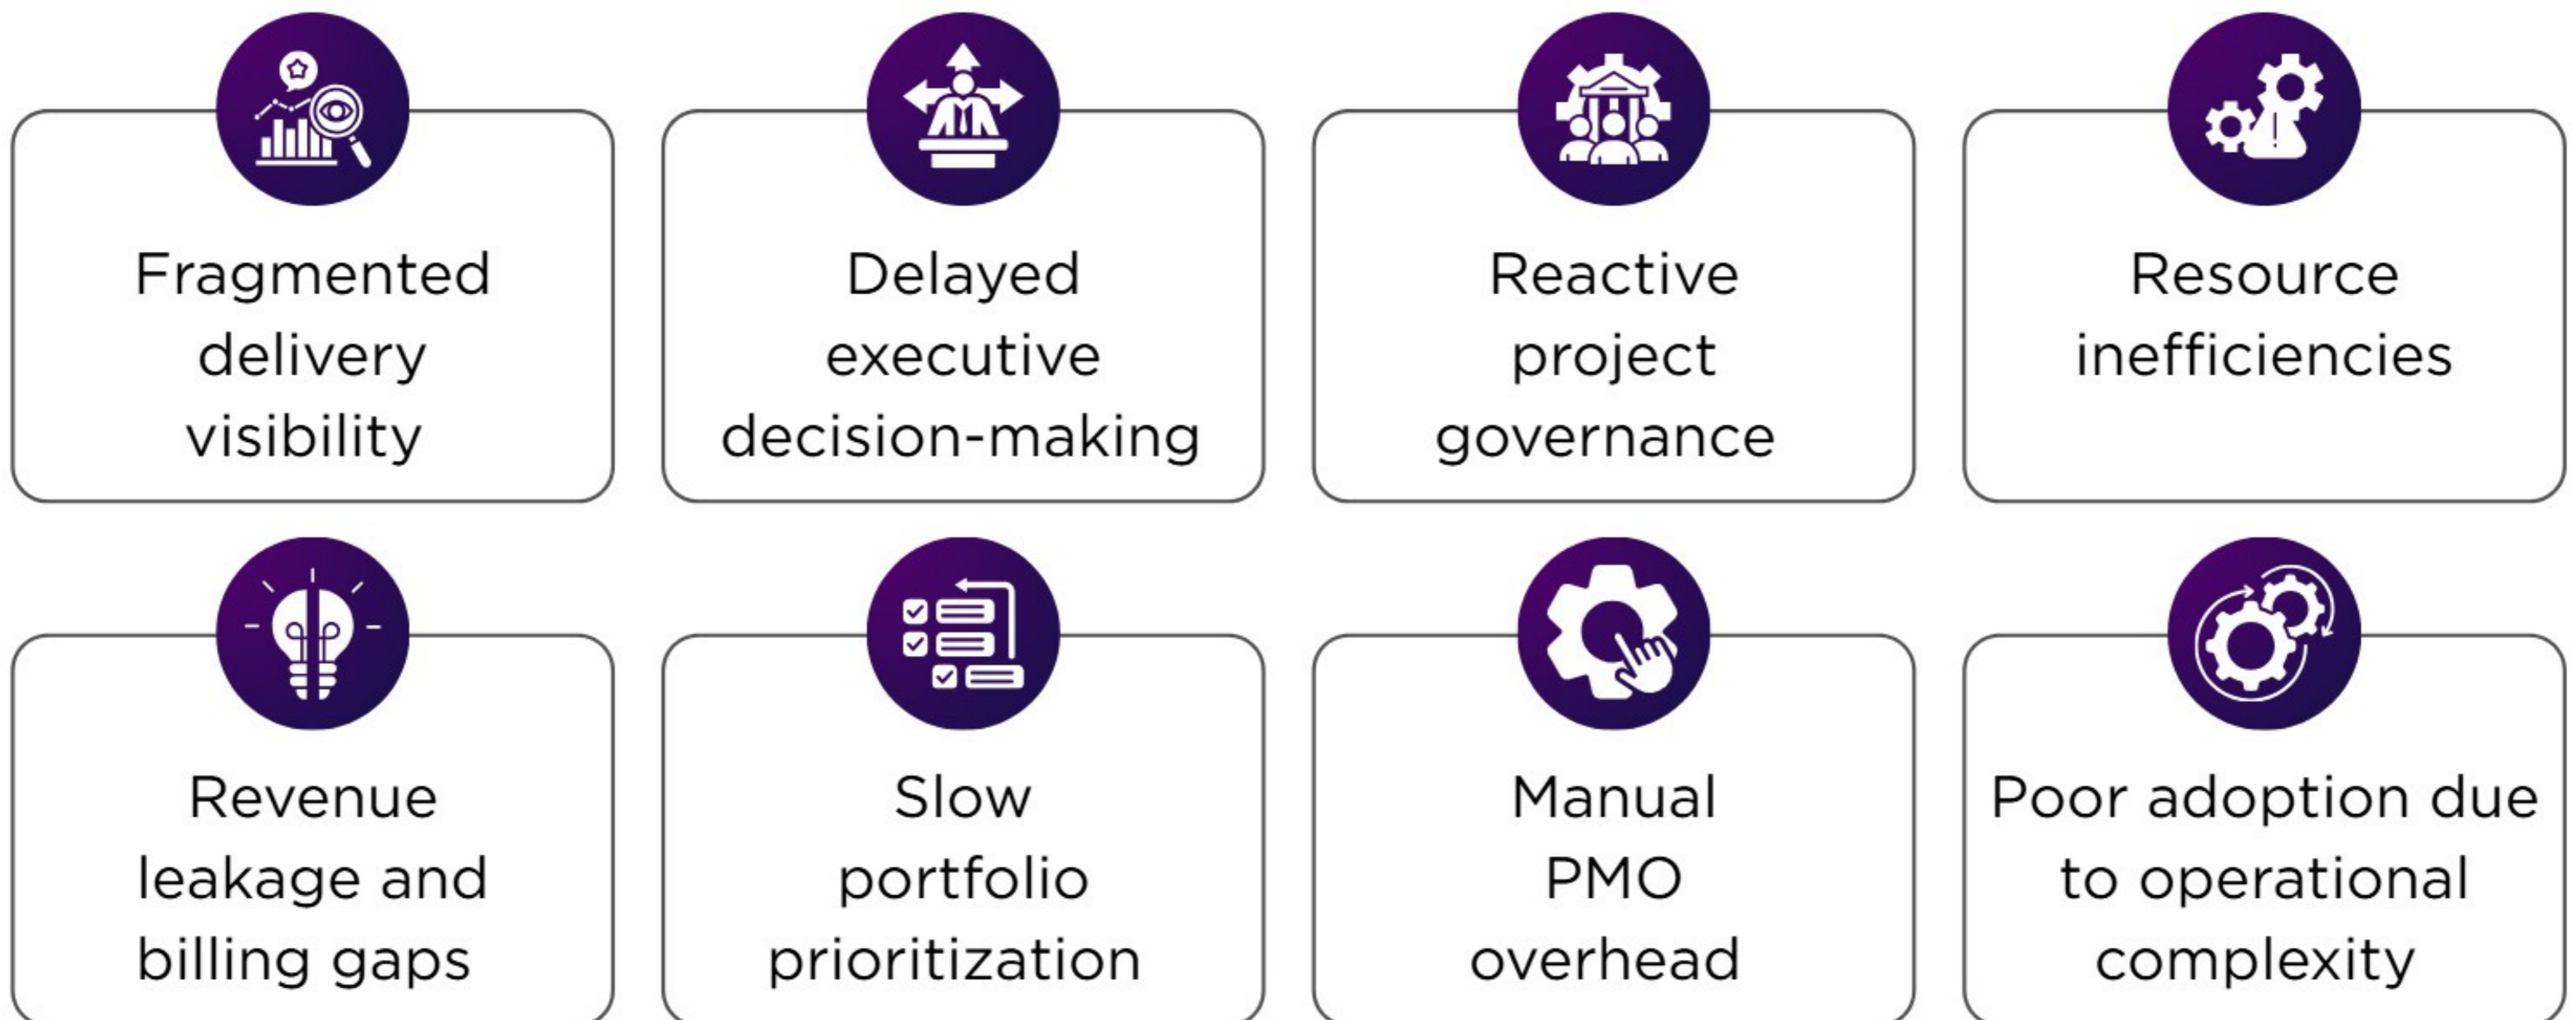 Fragmented
delivery
visibility
Delayed
executive
decision-making
Reactive
project
governance
Resource
inefficiencies
Revenue
leakage and
billing gaps
Slow
portfolio
prioritization
Manual
PMO
overhead
Poor adoption due
to operational
complexity